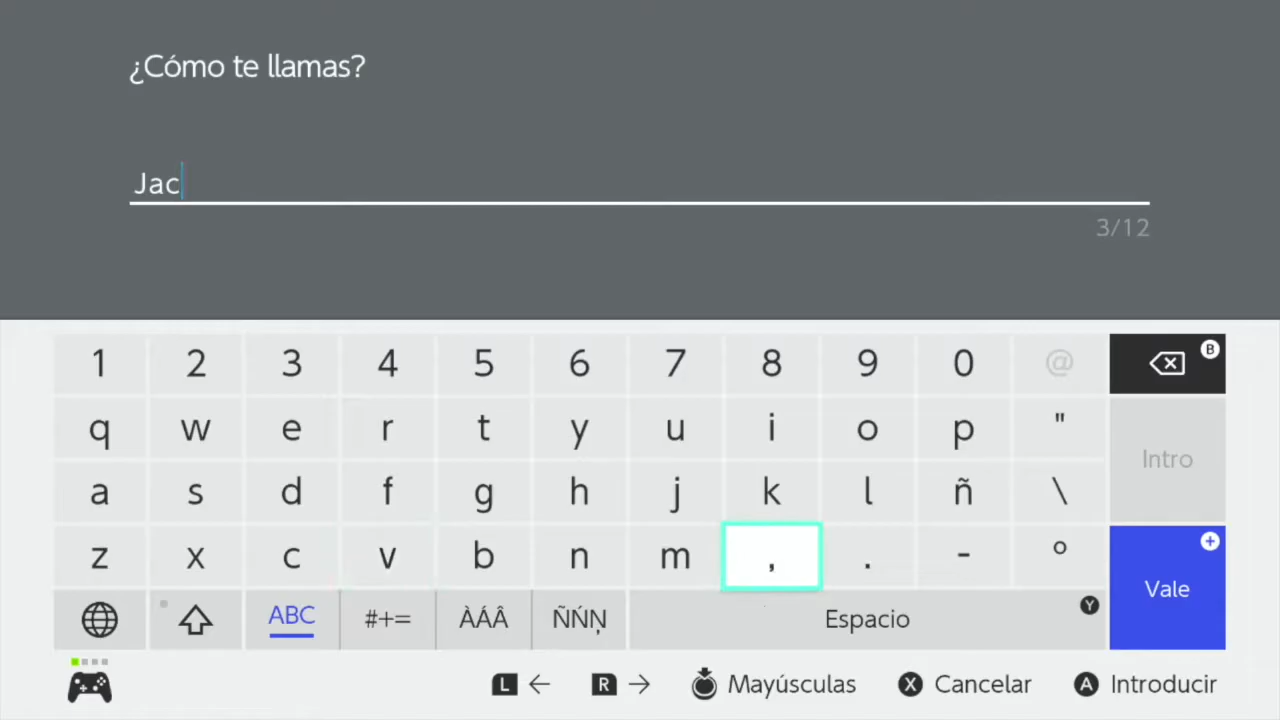 ¿Cómo te llamas?
Jac
3/12
1 2 3 4 5 6 7 8 9 0 @ B
q w e r t y u i o p " Intro
a s d f g h j k l ñ \
z x c v b n m , . - º + Vale
ABC #+= ÀÁÂ ÑŃŅ Espacio Y
L ← R → Mayúsculas X Cancelar A Introducir